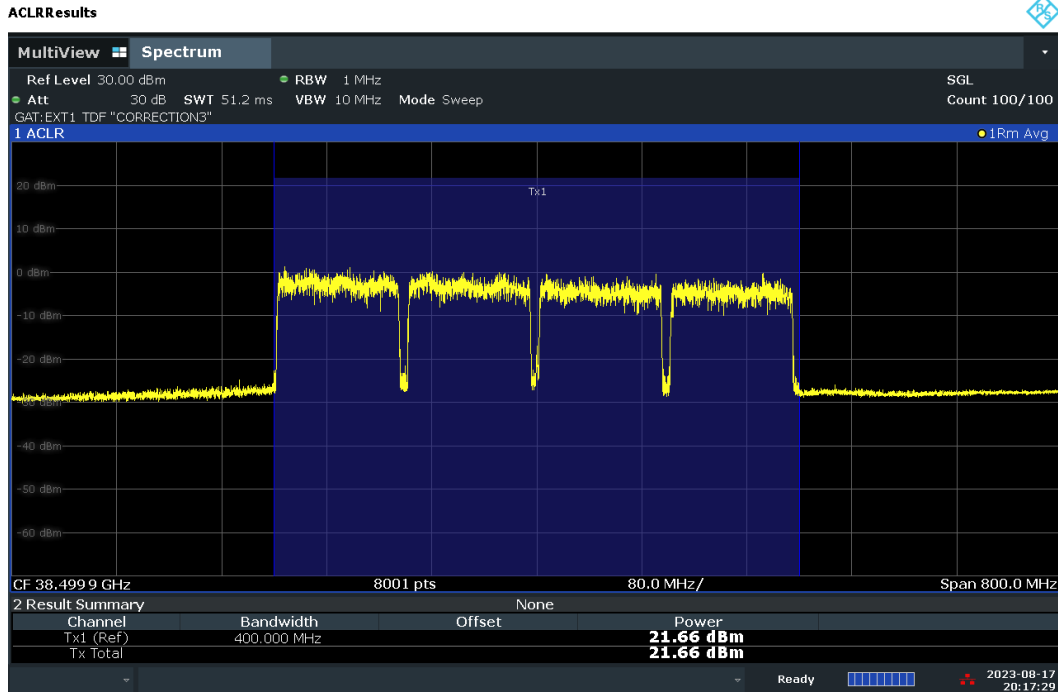 ACLRResults
R&S
MultiView Spectrum
Ref Level 30.00 dBm RBW 1 MHz SGL
Att 30 dB SWT 51.2 ms VBW 10 MHz Mode Sweep Count 100/100
GAT:EXT1 TDF "CORRECTION3"
1 ACLR 1Rm Avg
Tx1
20 dBm
10 dBm
0 dBm
-10 dBm
-20 dBm
-30 dBm
-40 dBm
-50 dBm
-60 dBm
CF 38.4999 GHz 8001 pts 80.0 MHz/ Span 800.0 MHz
2 Result Summary None
Channel Bandwidth Offset Power
Tx1 (Ref) 400.000 MHz 21.66 dBm
Tx Total 21.66 dBm
Ready 2023-08-17
20:17:29